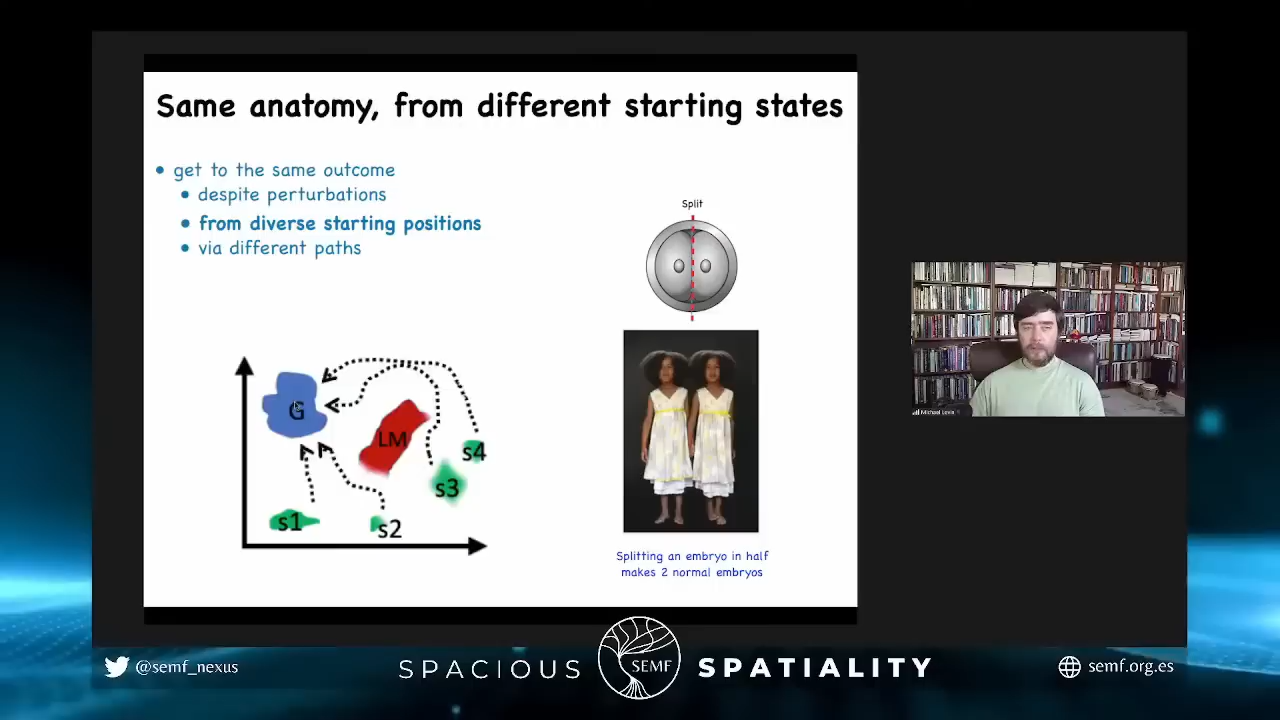 Same anatomy, from different starting states
• get to the same outcome
• despite perturbations
• from diverse starting positions
• via different paths
Split
G
LM
s4
s3
s1
s2
Splitting an embryo in half
makes 2 normal embryos
Michael Levin
@semf_nexus
SPACIOUS
SEMF
SPATIALITY
semf.org.es